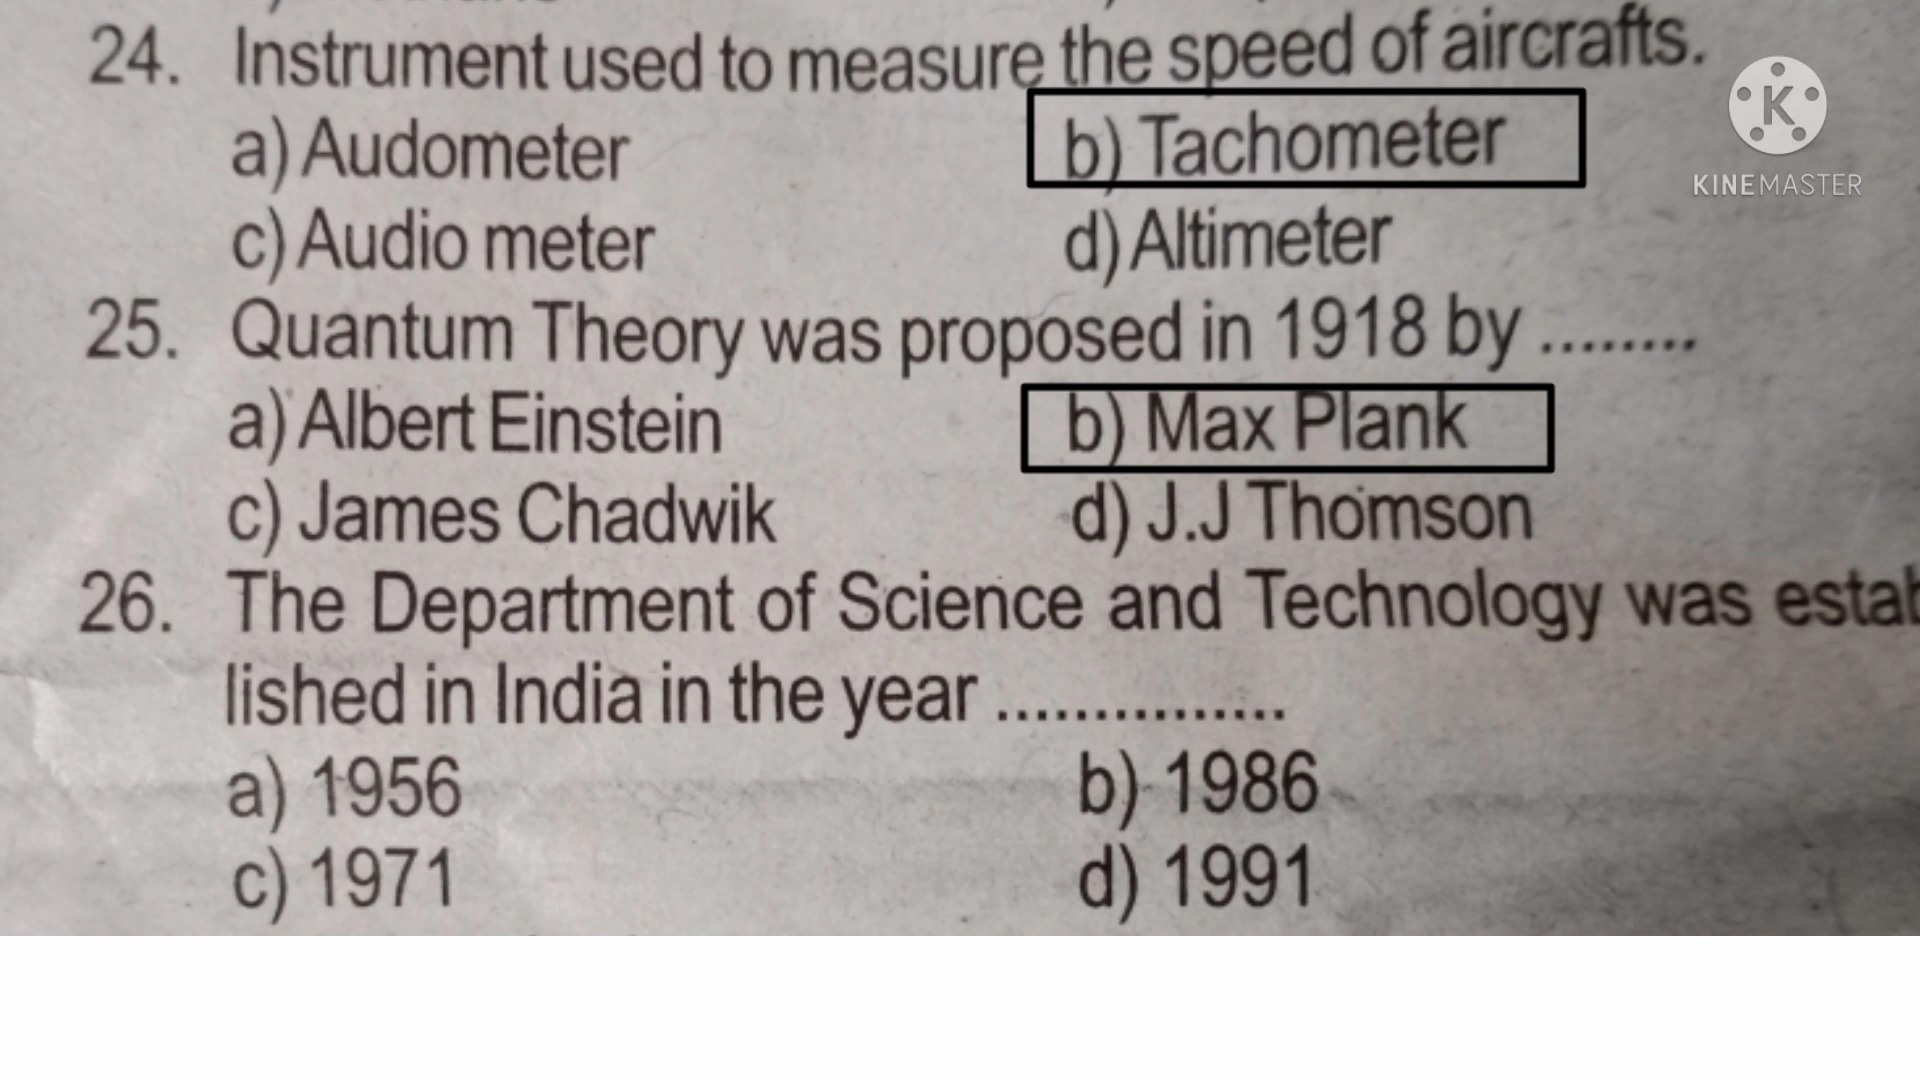 24. Instrument used to measure the speed of aircrafts.
a) Audometer b) Tachometer
c) Audio meter d) Altimeter
25. Quantum Theory was proposed in 1918 by ........
a) Albert Einstein b) Max Plank
c) James Chadwik d) J.J Thomson
26. The Department of Science and Technology was estab
lished in India in the year ...............
a) 1956 b) 1986
c) 1971 d) 1991
K
KINEMASTER